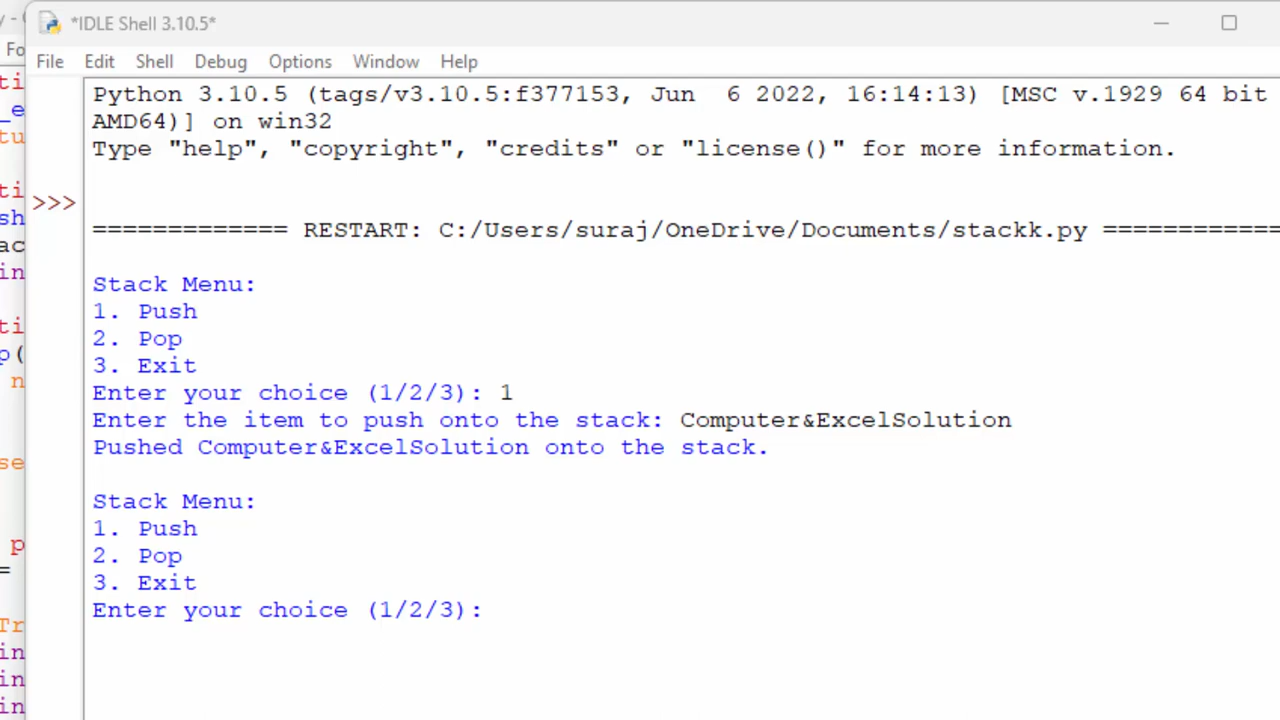 *IDLE Shell 3.10.5*
File Edit Shell Debug Options Window Help
Python 3.10.5 (tags/v3.10.5:f377153, Jun  6 2022, 16:14:13) [MSC v.1929 64 bit
AMD64)] on win32
Type "help", "copyright", "credits" or "license()" for more information.
>>>
============= RESTART: C:/Users/suraj/OneDrive/Documents/stackk.py ============
Stack Menu:
1. Push
2. Pop
3. Exit
Enter your choice (1/2/3): 1
Enter the item to push onto the stack: Computer&ExcelSolution
Pushed Computer&ExcelSolution onto the stack.
Stack Menu:
1. Push
2. Pop
3. Exit
Enter your choice (1/2/3):